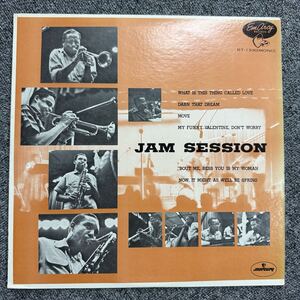 EmArcy
WHAT IS THIS THING CALLED LOVE
DARN THAT DREAM
MOVE
MY FUNNY VALENTINE, DON'T WORRY
JAM SESSION
'BOUT ME, BESS YOU IS MY WOMAN
NOW, IT MIGHT AS WELL BE SPRING
mercury